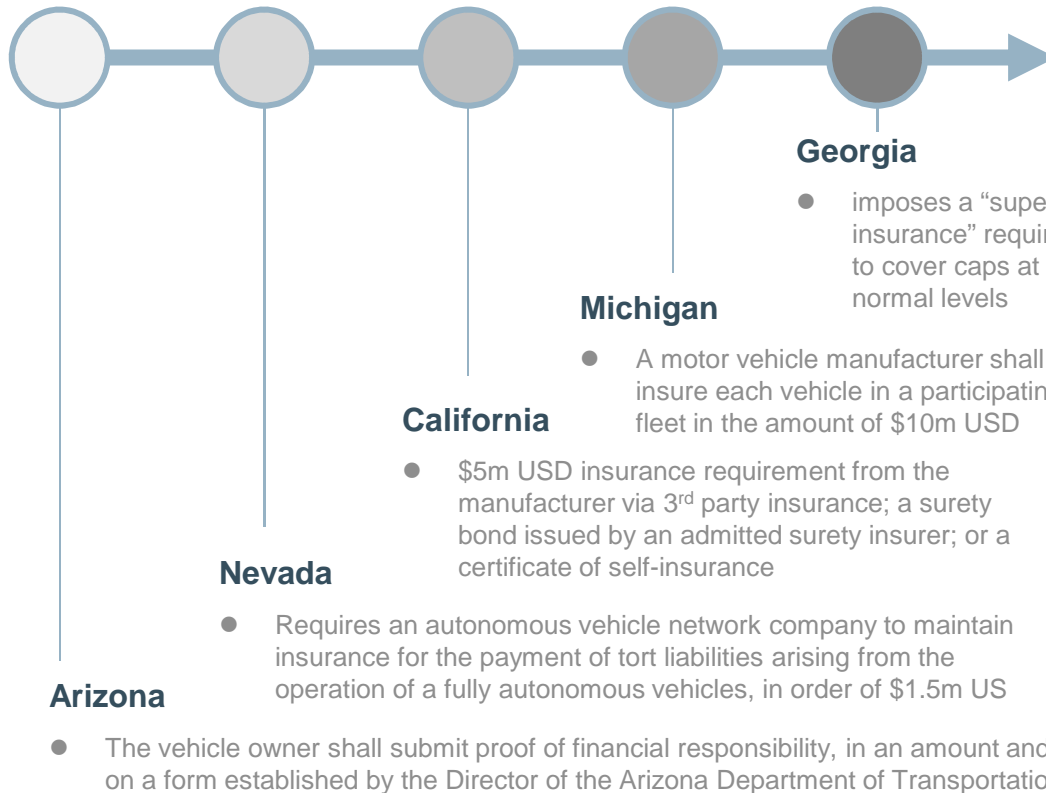 Georgia
● imposes a “supe
insurance” requir
to cover caps at
normal levels
Michigan
● A motor vehicle manufacturer shall
insure each vehicle in a participatin
fleet in the amount of $10m USD
California
● $5m USD insurance requirement from the
manufacturer via 3rd party insurance; a surety
bond issued by an admitted surety insurer; or a
certificate of self-insurance
Nevada
● Requires an autonomous vehicle network company to maintain
insurance for the payment of tort liabilities arising from the
operation of a fully autonomous vehicles, in order of $1.5m US
Arizona
● The vehicle owner shall submit proof of financial responsibility, in an amount and
on a form established by the Director of the Arizona Department of Transportatio